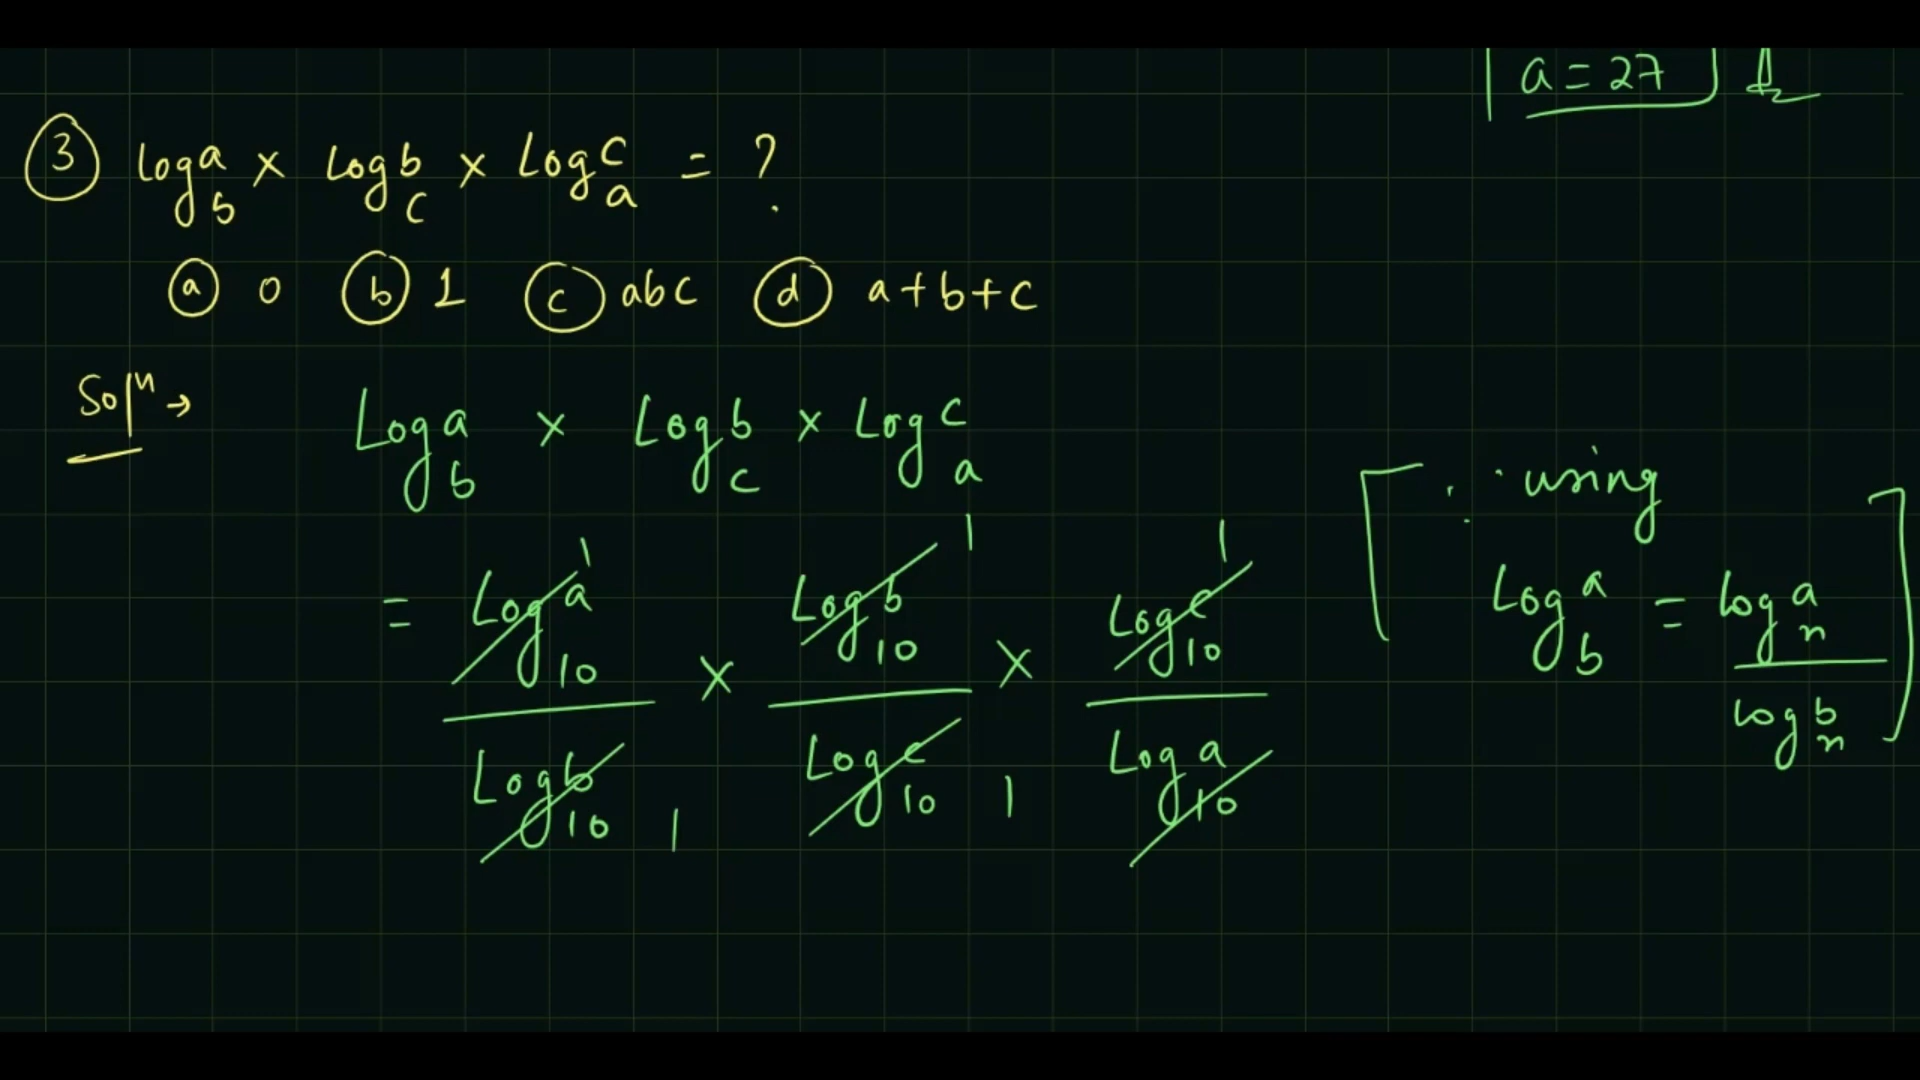 a = 27
③ log_b a × log_c b × log_a c = ?
ⓐ 0 ⓑ 1 ⓒ abc ⓓ a+b+c
Solⁿ →
Log_b a × Log_c b × Log_a c
∵ using
= Log_10 a / Log_10 b × Log_10 b / Log_10 c × Log_10 c / Log_10 a
1 1 1
1 1
Log_b a = log_n a / log_n b